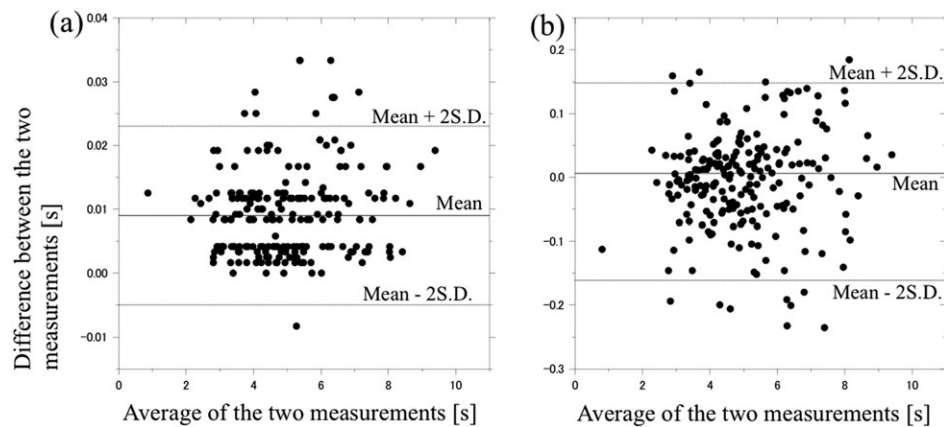 (a)
0.04
0.03
0.02
0.01
0.00
−0.01
Mean + 2S.D.
Mean
Mean - 2S.D.
0 2 4 6 8 10
Average of the two measurements [s]
Difference between the two
measurements [s]
(b)
0.2
0.1
0.0
−0.1
−0.2
−0.3
Mean + 2S.D.
Mean
Mean - 2S.D.
0 2 4 6 8 10
Average of the two measurements [s]